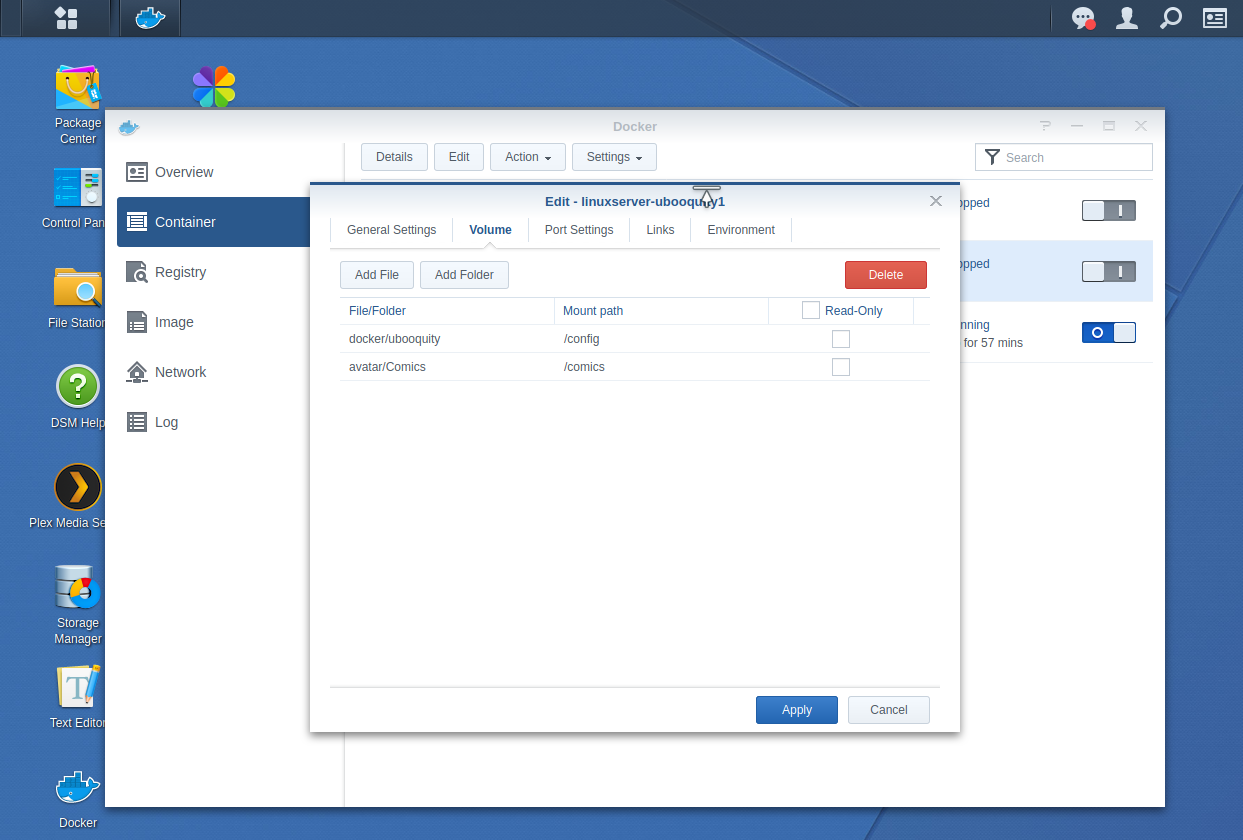 Package
Center
Control Pan
File Station
DSM Help
Plex Media Se
Storage
Manager
Text Editor
Docker
Docker
Overview
Container
Registry
Image
Network
Log
Details
Edit
Action
Settings
Search
opped
opped
nning
for 57 mins
Edit - linuxserver-ubooquity1
General Settings
Volume
Port Settings
Links
Environment
Add File
Add Folder
Delete
File/Folder
Mount path
Read-Only
docker/ubooquity
/config
avatar/Comics
/comics
Apply
Cancel